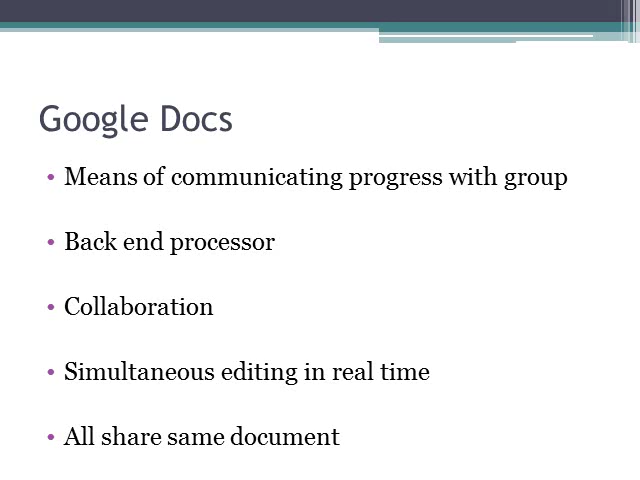 Google Docs
• Means of communicating progress with group
• Back end processor
• Collaboration
• Simultaneous editing in real time
• All share same document